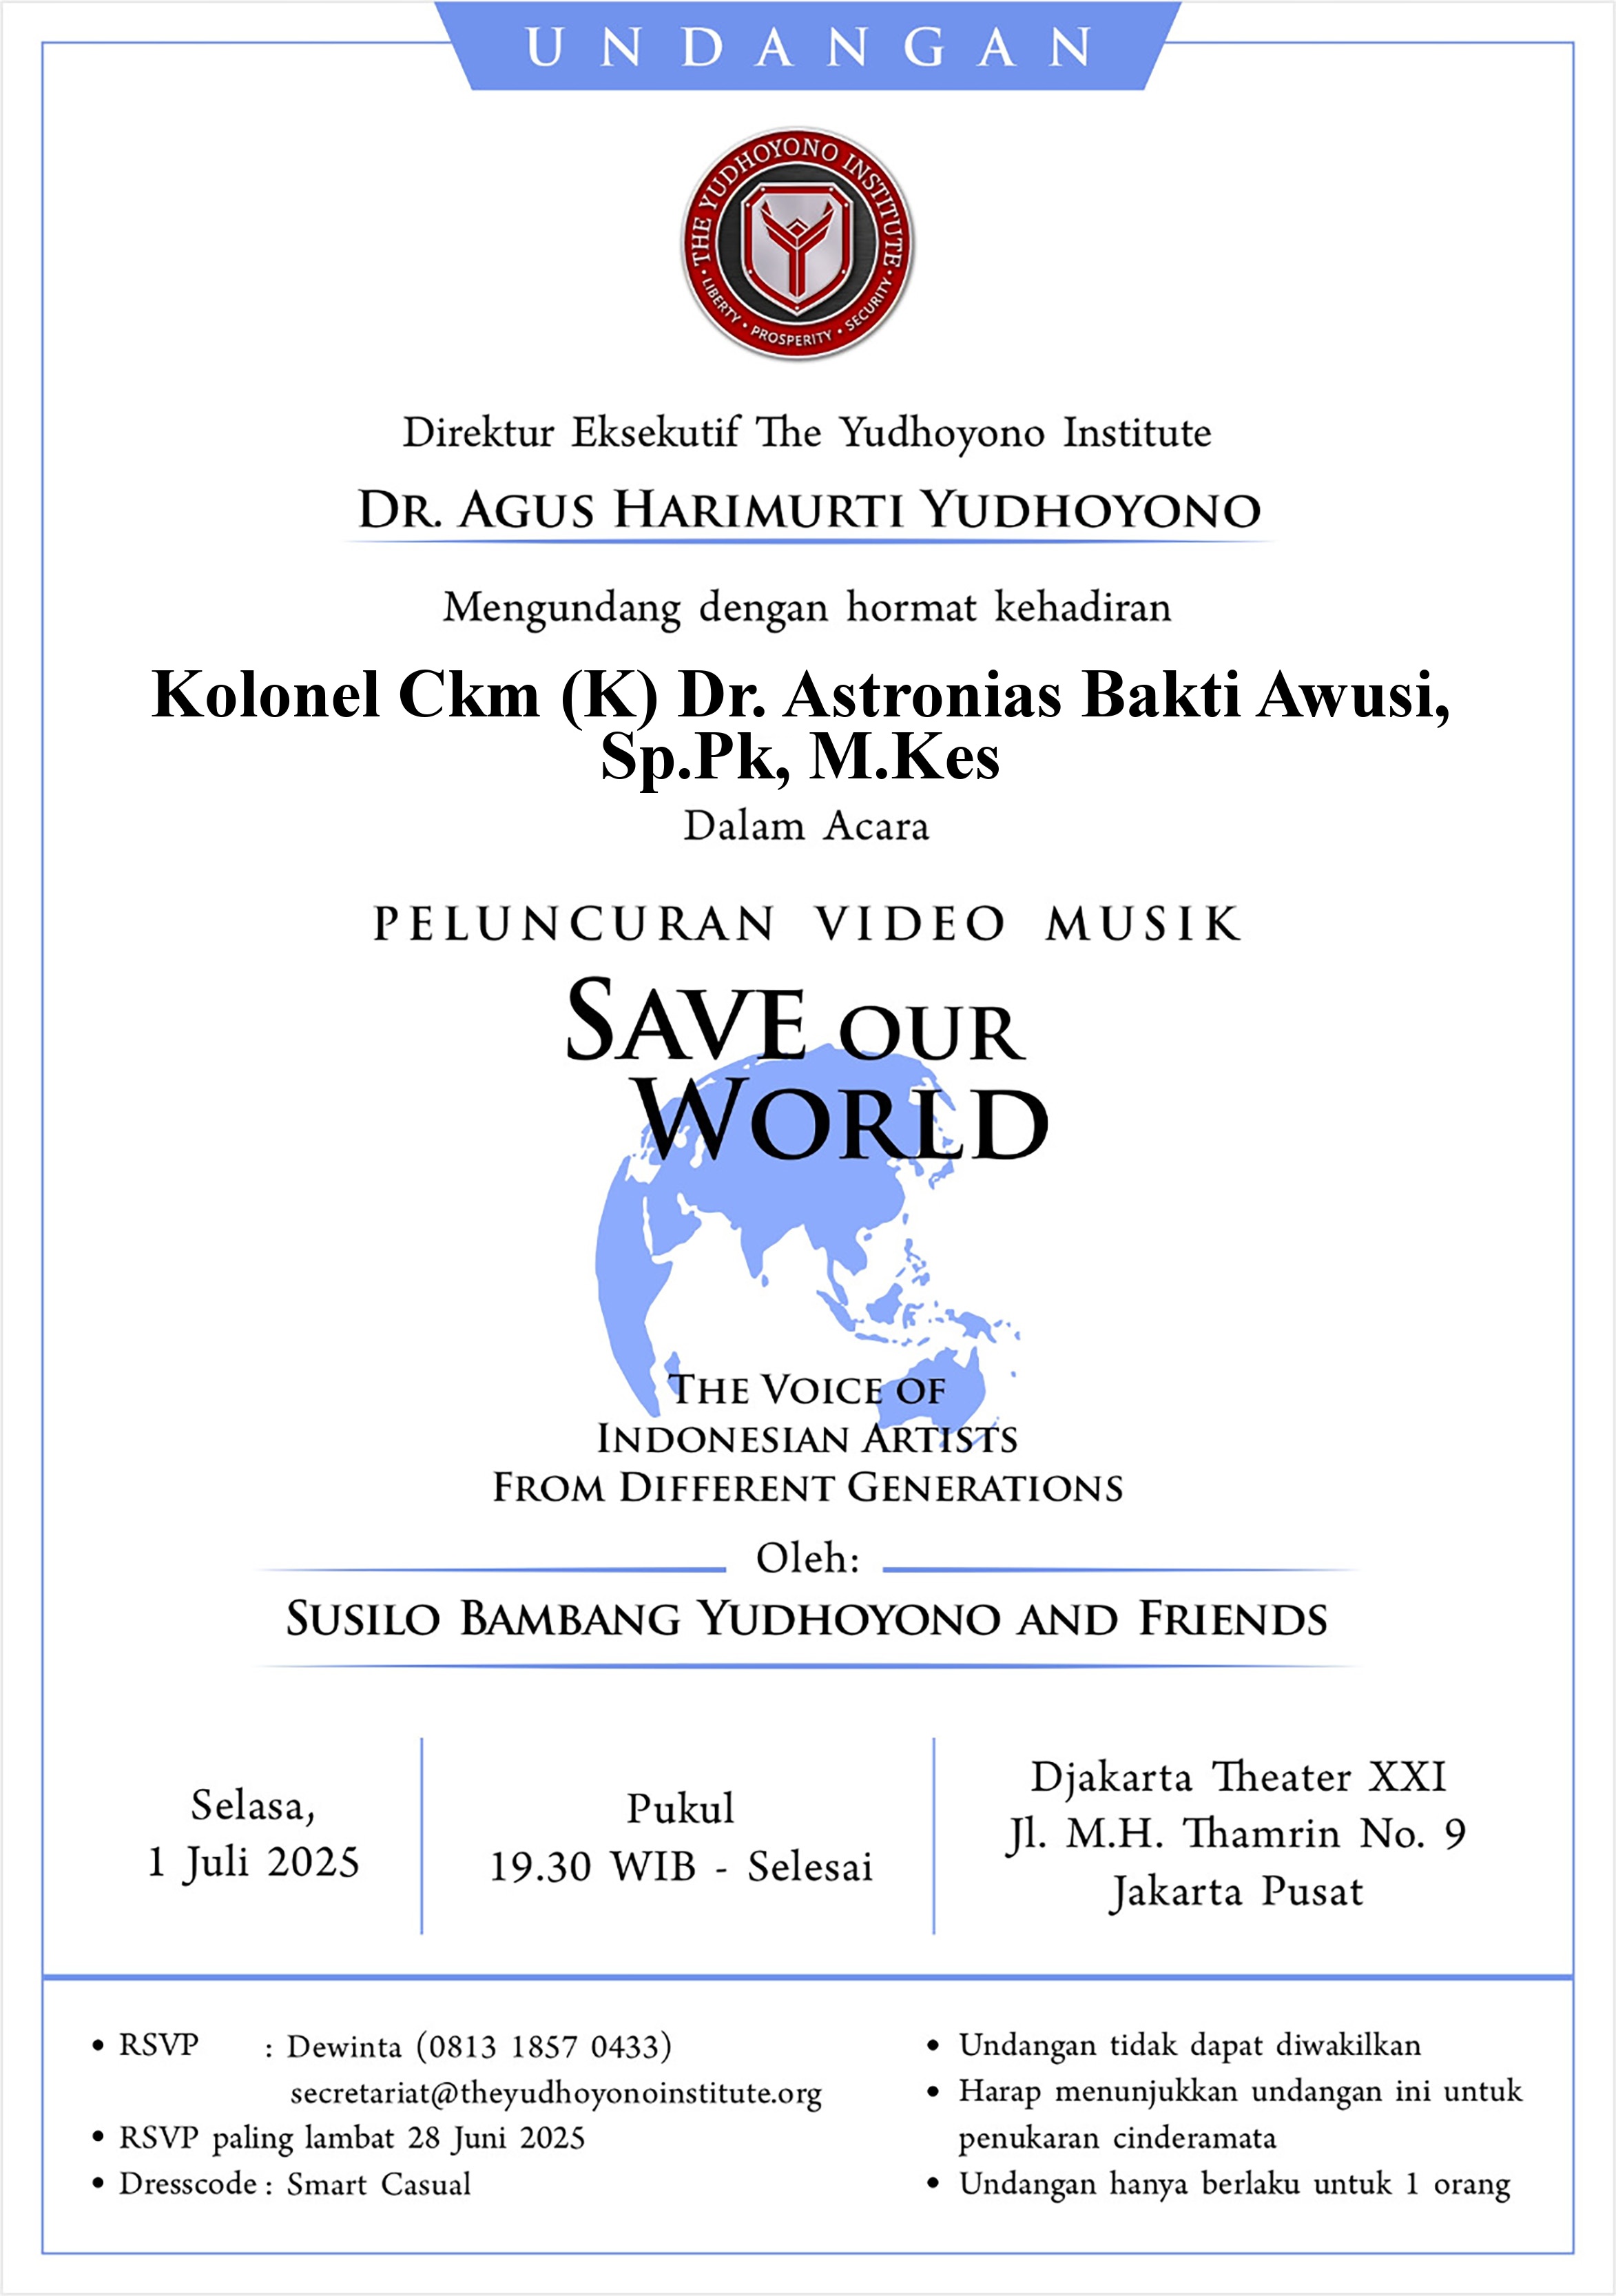 UNDANGAN
THE YUDHOYONO INSTITUTE
• LIBERTY • PROSPERITY • SECURITY •
Direktur Eksekutif The Yudhoyono Institute
DR. AGUS HARIMURTI YUDHOYONO
Mengundang dengan hormat kehadiran
Kolonel Ckm (K) Dr. Astronias Bakti Awusi,
Sp.Pk, M.Kes
Dalam Acara
PELUNCURAN VIDEO MUSIK
SAVE OUR
WORLD
THE VOICE OF
INDONESIAN ARTISTS
FROM DIFFERENT GENERATIONS
Oleh:
SUSILO BAMBANG YUDHOYONO AND FRIENDS
Selasa,
1 Juli 2025
Pukul
19.30 WIB - Selesai
Djakarta Theater XXI
Jl. M.H. Thamrin No. 9
Jakarta Pusat
• RSVP : Dewinta (0813 1857 0433)
secretariat@theyudhoyonoinstitute.org
• RSVP paling lambat 28 Juni 2025
• Dresscode : Smart Casual
• Undangan tidak dapat diwakilkan
• Harap menunjukkan undangan ini untuk
penukaran cinderamata
• Undangan hanya berlaku untuk 1 orang